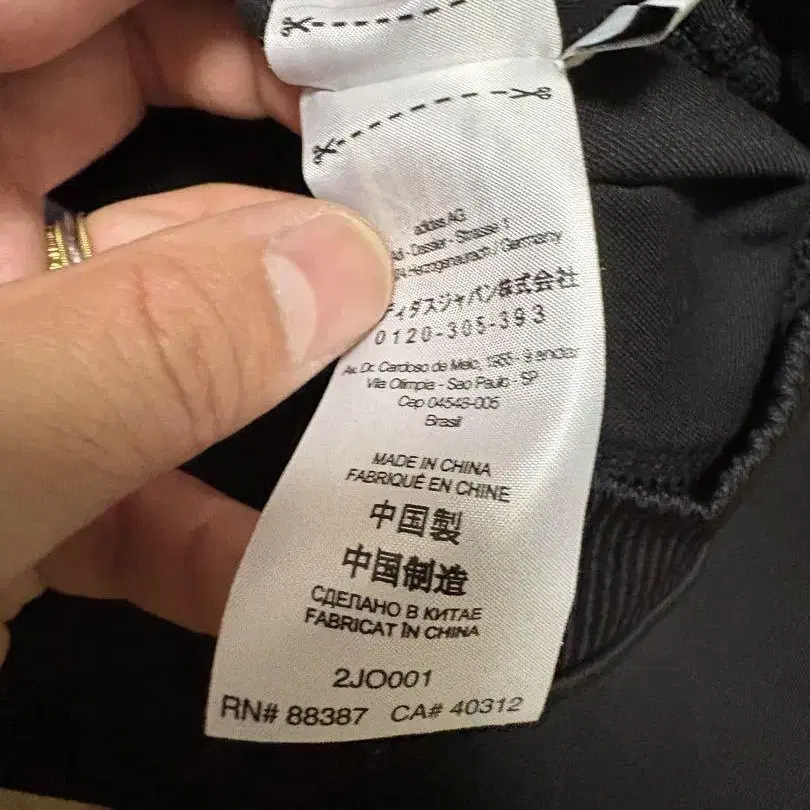 adidas AG
Adi - Dassler - Strasse 1
Herzogenaurach / Germany
ディダスジャパン株式会社
0120-305-393
Av. Dr. Cardoso de Melo, 1855 - 9 andar
Vila Olimpia - Sao Paulo - SP
Cep 04548-005
Brasil
MADE IN CHINA
FABRIQUÉ EN CHINE
中国製
中国制造
СДЕЛАНО В КИТАЕ
FABRICAT ÎN CHINA
2JO001
RN# 88387 CA# 40312